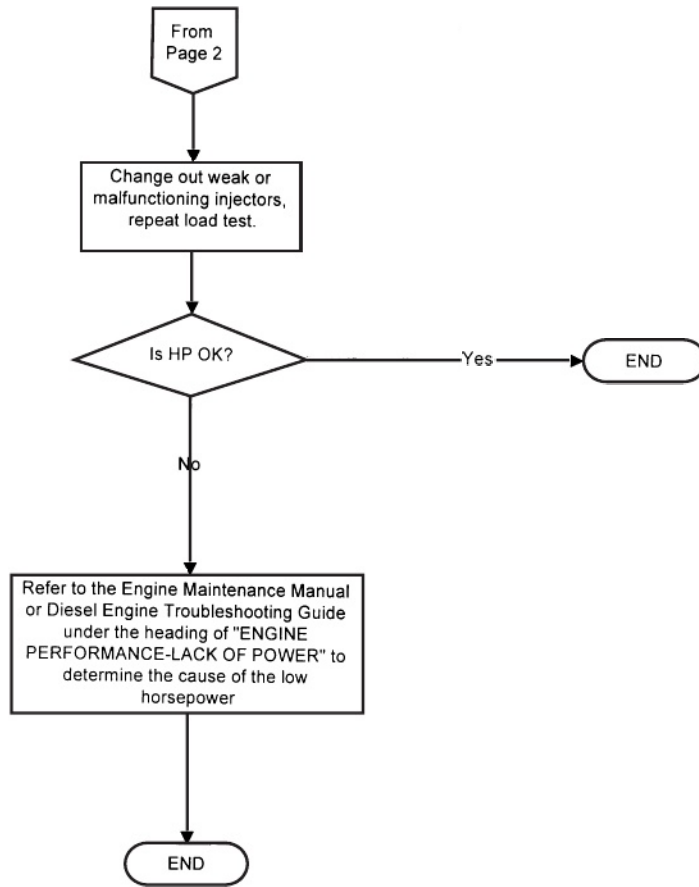 From
Page 2
Change out weak or
malfunctioning injectors,
repeat load test.
Is HP OK?
Yes
END
No
Refer to the Engine Maintenance Manual
or Diesel Engine Troubleshooting Guide
under the heading of "ENGINE
PERFORMANCE-LACK OF POWER" to
determine the cause of the low
horsepower
END